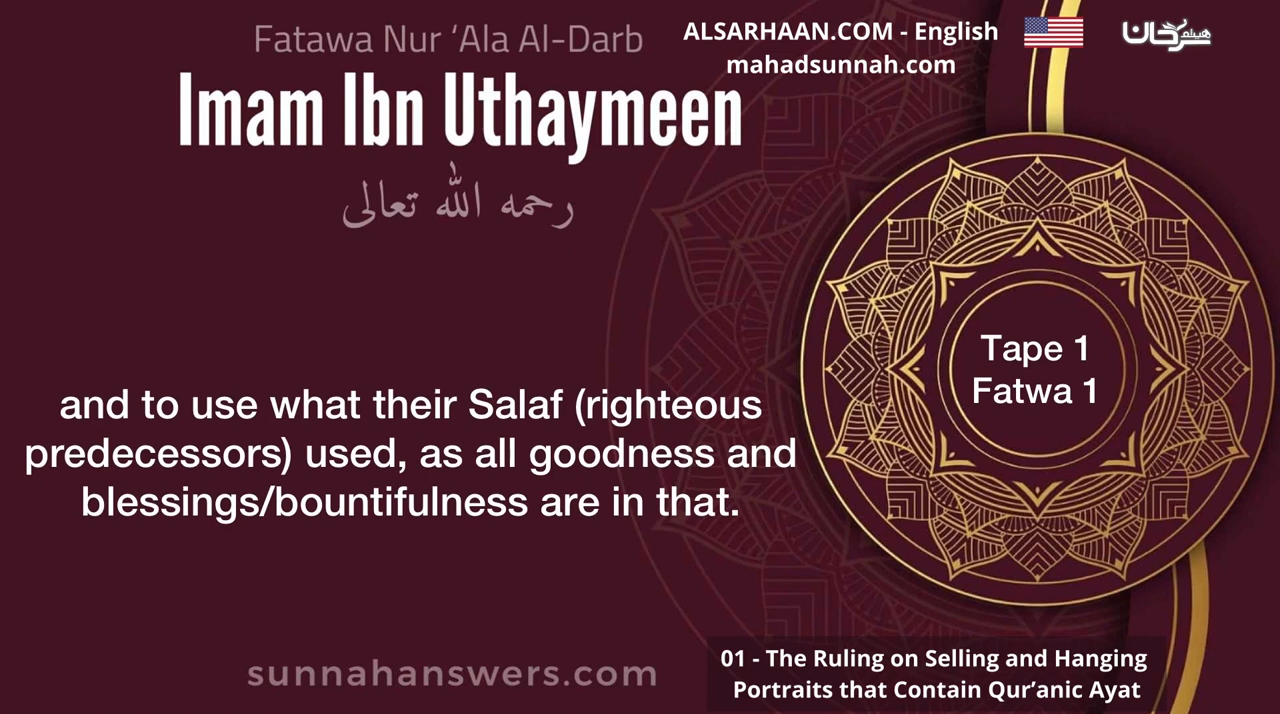 Fatawa Nur ‘Ala Al-Darb
Imam Ibn Uthaymeen
رحمه الله تعالى
ALSARHAAN.COM - English
mahadsunnah.com
هيثم سرحان
and to use what their Salaf (righteous
predecessors) used, as all goodness and
blessings/bountifulness are in that.
Tape 1
Fatwa 1
sunnahanswers.com
01 - The Ruling on Selling and Hanging
Portraits that Contain Qur’anic Ayat